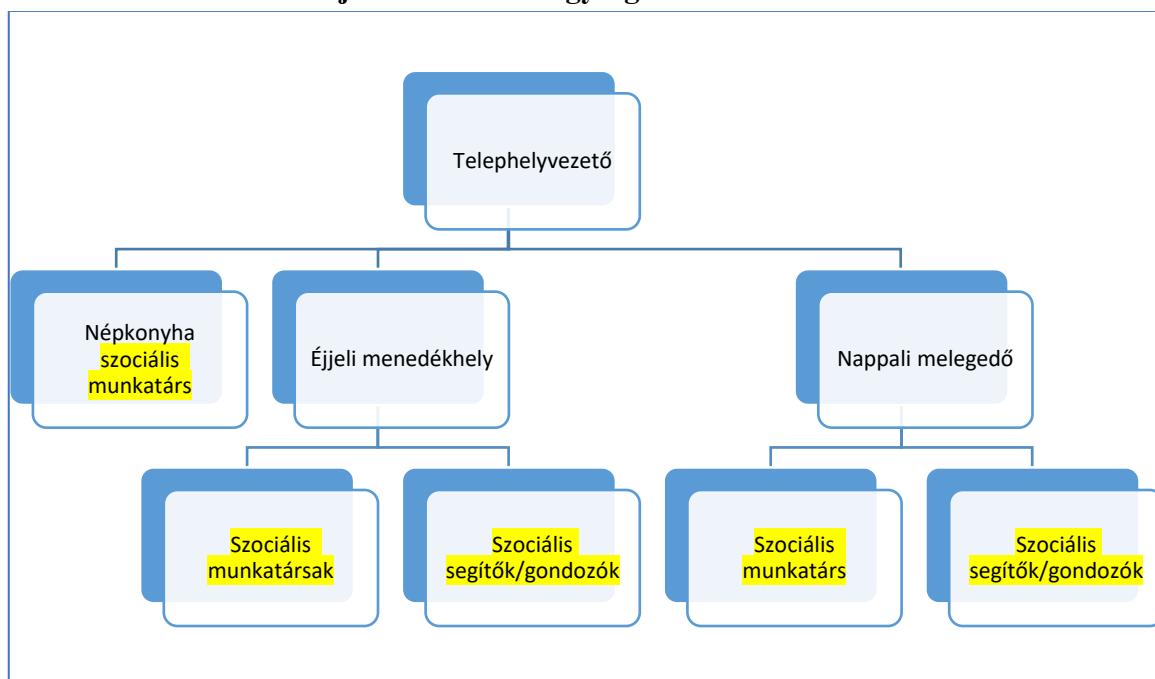 Telephelyvezető
Népkonyha
szociális
munkatárs
Éjjeli menedékhely
Nappali melegedő
Szociális
munkatársak
Szociális
segítők/gondozók
Szociális
munkatárs
Szociális
segítők/gondozók